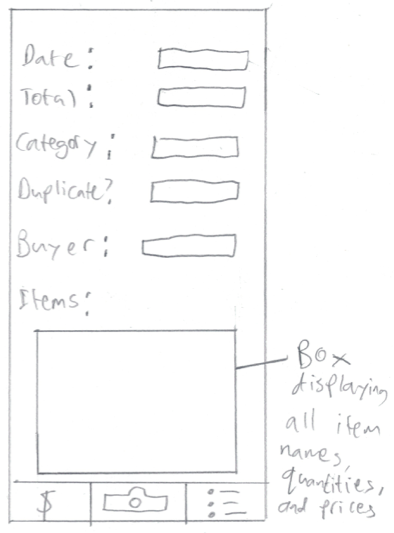 Date:
Total:
Category:
Duplicate?
Buyer:
Items:
Box
displaying
all item
names,
quantities,
and prices
$